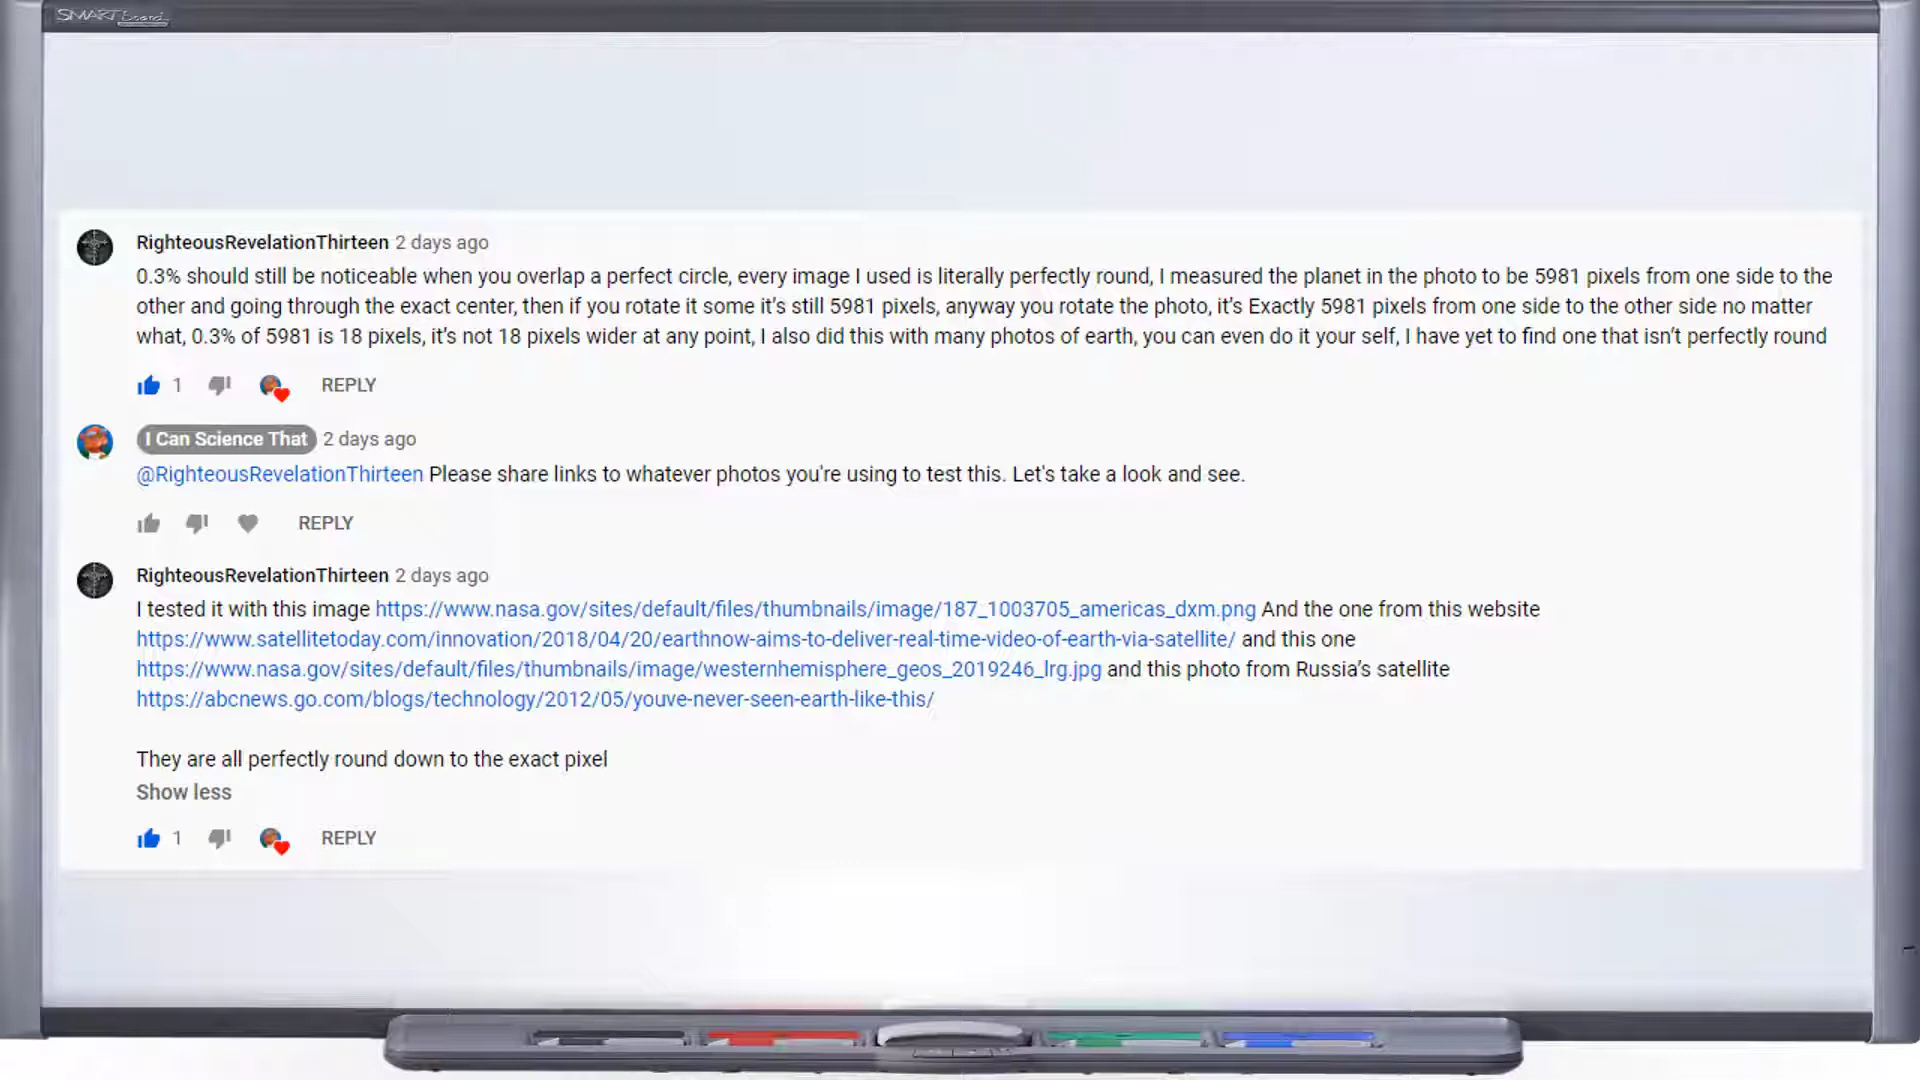 SMART Board
RighteousRevelationThirteen 2 days ago
0.3% should still be noticeable when you overlap a perfect circle, every image I used is literally perfectly round, I measured the planet in the photo to be 5981 pixels from one side to the
other and going through the exact center, then if you rotate it some it's still 5981 pixels, anyway you rotate the photo, it's Exactly 5981 pixels from one side to the other side no matter
what, 0.3% of 5981 is 18 pixels, it's not 18 pixels wider at any point, I also did this with many photos of earth, you can even do it your self, I have yet to find one that isn't perfectly round
1 REPLY
I Can Science That 2 days ago
@RighteousRevelationThirteen Please share links to whatever photos you're using to test this. Let's take a look and see.
REPLY
RighteousRevelationThirteen 2 days ago
I tested it with this image https://www.nasa.gov/sites/default/files/thumbnails/image/187_1003705_americas_dxm.png And the one from this website
https://www.satellitetoday.com/innovation/2018/04/20/earthnow-aims-to-deliver-real-time-video-of-earth-via-satellite/ and this one
https://www.nasa.gov/sites/default/files/thumbnails/image/westernhemisphere_geos_2019246_lrg.jpg and this photo from Russia's satellite
https://abcnews.go.com/blogs/technology/2012/05/youve-never-seen-earth-like-this/
They are all perfectly round down to the exact pixel
Show less
1 REPLY